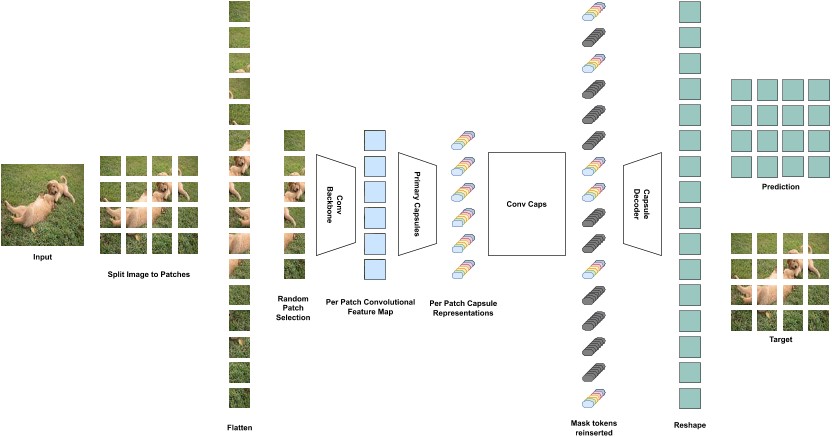 Input
Split Image to Patches
Flatten
Random
Patch
Selection
Conv
Backbone
Per Patch Convolutional
Feature Map
Primary Capsules
Per Patch Capsule
Representations
Conv Caps
Mask tokens
reinserted
Capsule
Decoder
Reshape
Prediction
Target